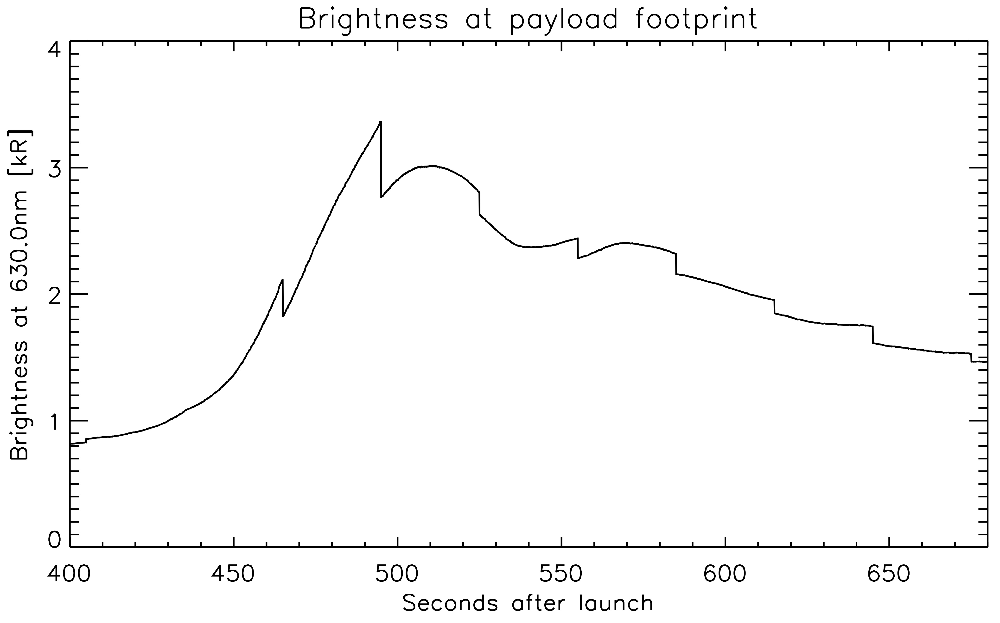 Brightness at payload footprint
Brightness at 630.0nm [kR]
4
3
2
1
0
400 450 500 550 600 650
Seconds after launch